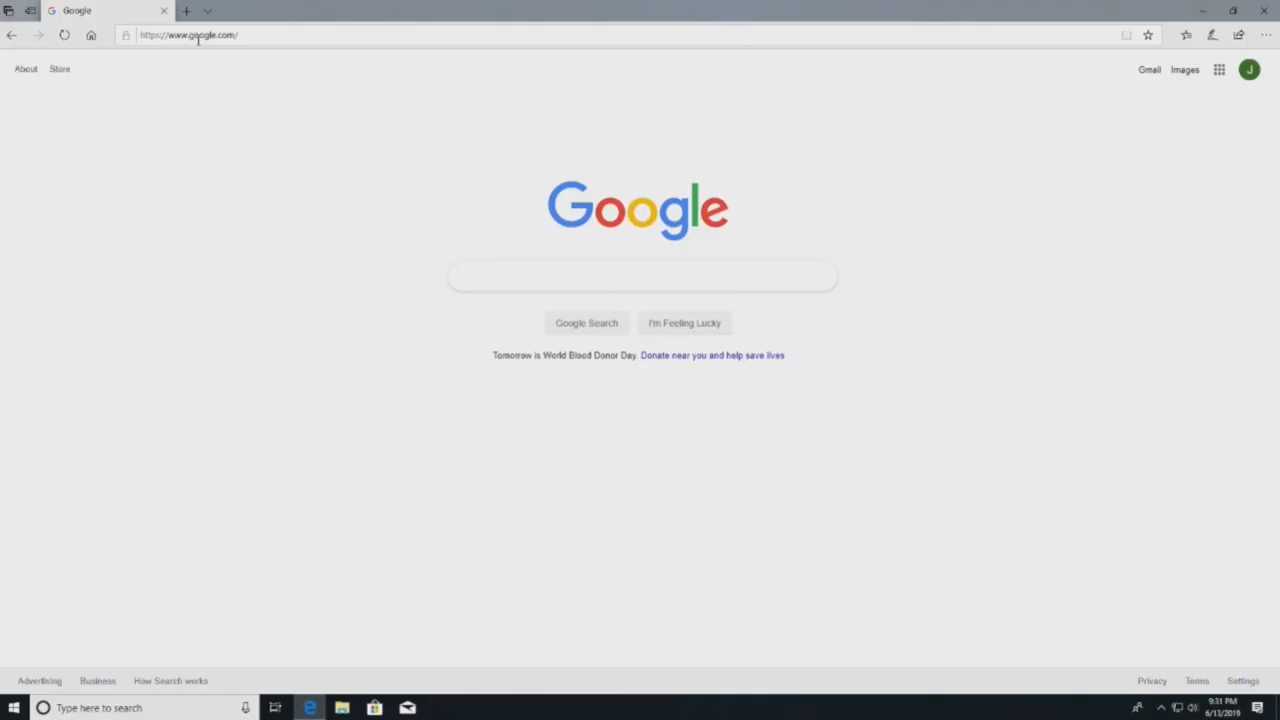 Google
https://www.google.com/
About Store
Gmail Images J
Google
Google Search I'm Feeling Lucky
Tomorrow is World Blood Donor Day. Donate near you and help save lives
Advertising Business How Search works
Privacy Terms Settings
Type here to search
9:31 PM
6/13/2019